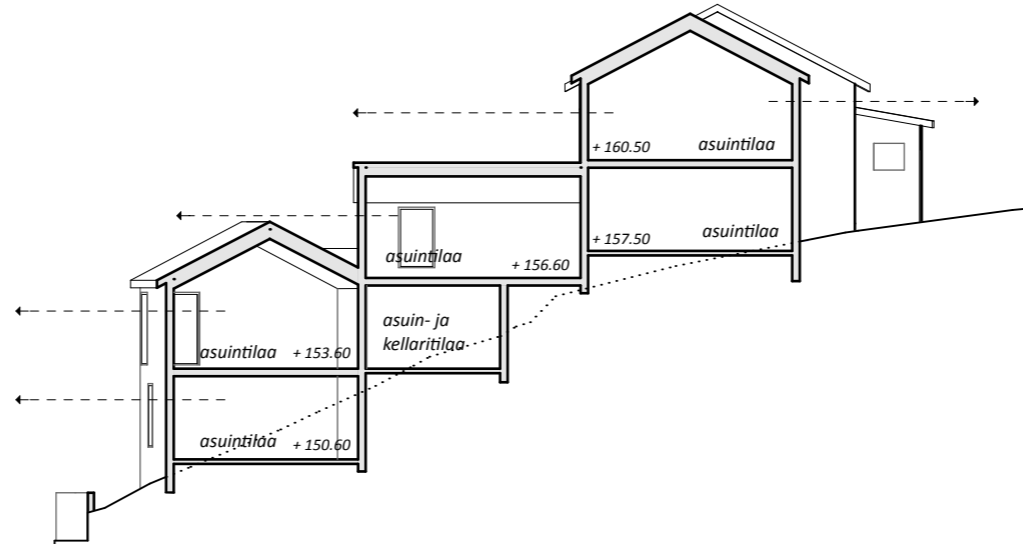 + 160.50 asuintilaa
+ 157.50 asuintilaa
asuintilaa + 156.60
asuin- ja
kellaritilaa
asuintilaa + 153.60
asuintilaa + 150.60